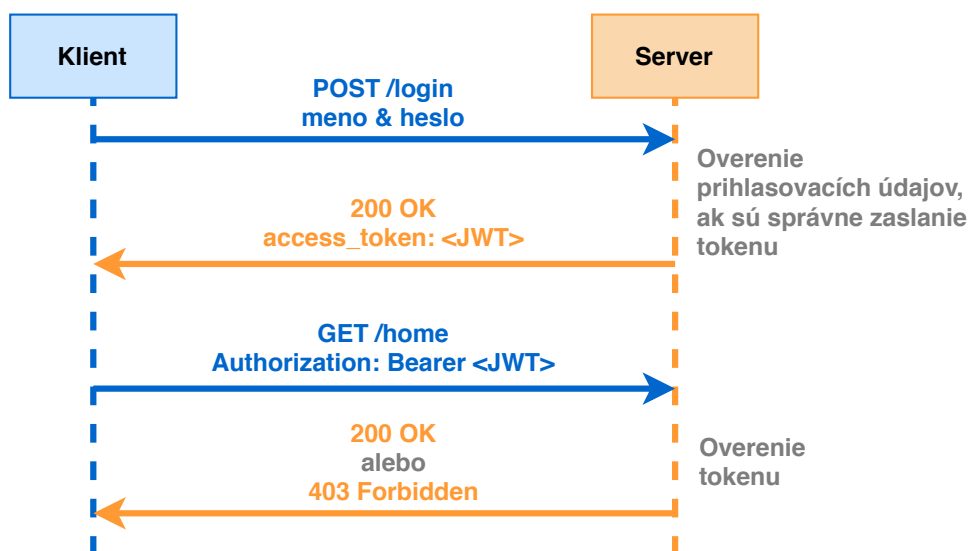 Klient
Server
POST /login
meno & heslo
Overenie
prihlasovacích údajov,
ak sú správne zaslanie
tokenu
200 OK
access_token: <JWT>
GET /home
Authorization: Bearer <JWT>
200 OK
alebo
403 Forbidden
Overenie
tokenu